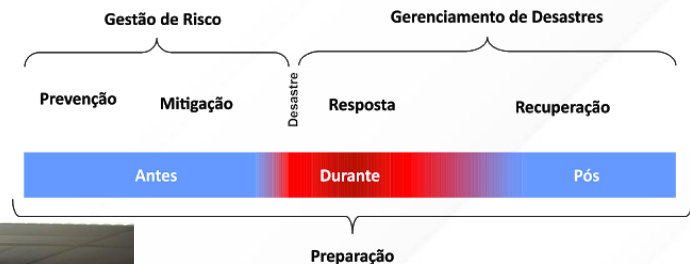 Gestão de Risco
Gerenciamento de Desastres
Prevenção
Mitigação
Desastre
Resposta
Recuperação
Antes
Durante
Pós
Preparação